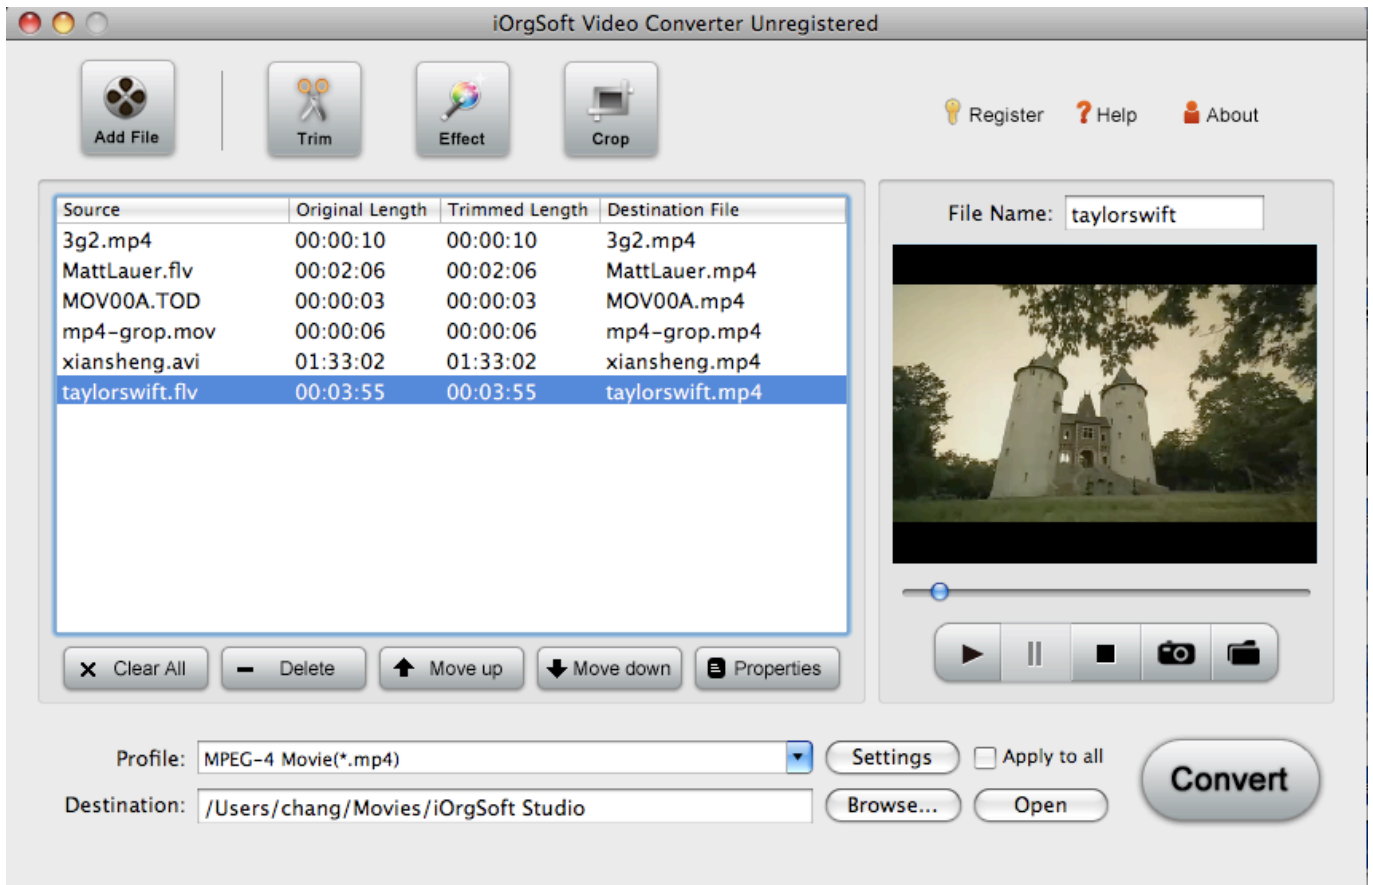 iOrgSoft Video Converter Unregistered
Add File
Trim
Effect
Crop
Register
Help
About
Source Original Length Trimmed Length Destination File
3g2.mp4 00:00:10 00:00:10 3g2.mp4
MattLauer.flv 00:02:06 00:02:06 MattLauer.mp4
MOV00A.TOD 00:00:03 00:00:03 MOV00A.mp4
mp4-grop.mov 00:00:06 00:00:06 mp4-grop.mp4
xiansheng.avi 01:33:02 01:33:02 xiansheng.mp4
taylorswift.flv 00:03:55 00:03:55 taylorswift.mp4
File Name: taylorswift
Clear All
Delete
Move up
Move down
Properties
Profile: MPEG-4 Movie(*.mp4)
Settings
Apply to all
Destination: /Users/chang/Movies/iOrgSoft Studio
Browse...
Open
Convert